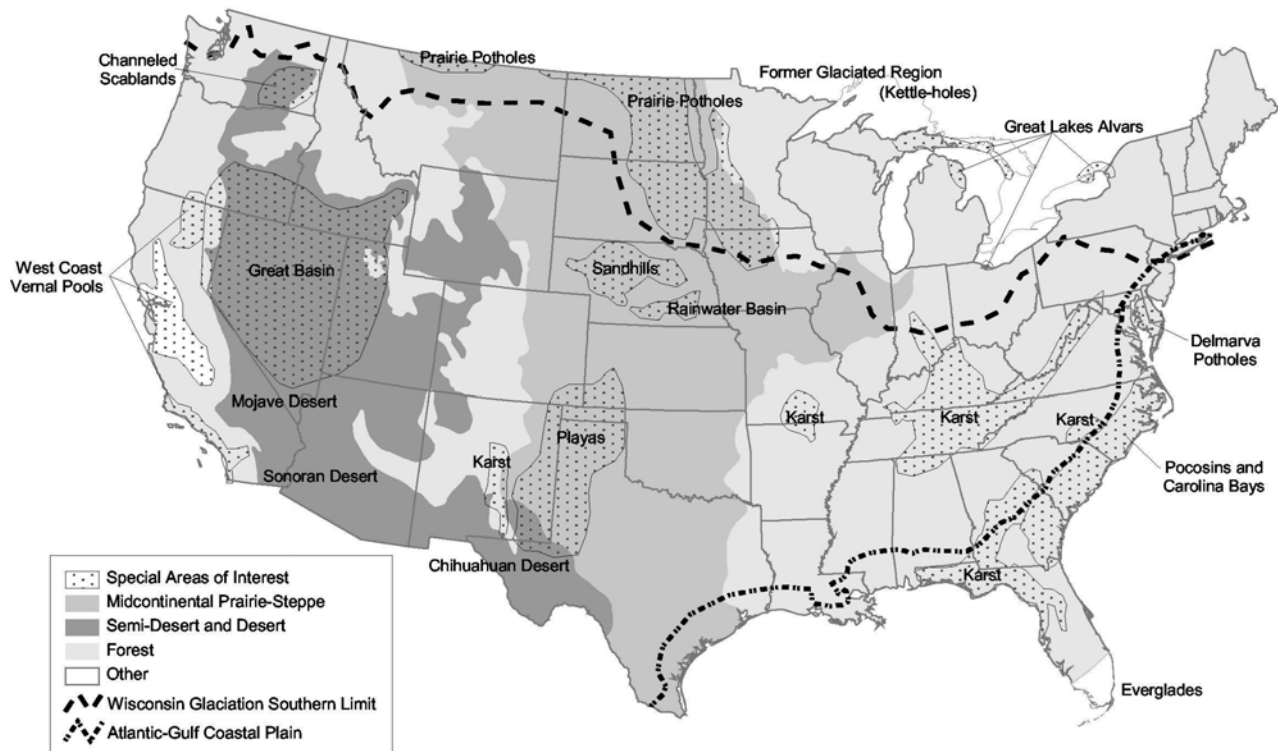 Prairie Potholes
Channeled
Scablands
Former Glaciated Region
(Kettle-holes)
Prairie Potholes
Great Lakes Alvars
West Coast
Vernal Pools
Great Basin
Sandhills
Rainwater Basin
Delmarva
Potholes
Mojave Desert
Karst
Karst
Karst
Playas
Karst
Sonoran Desert
Pocosins and
Carolina Bays
Chihuahuan Desert
Karst
Everglades
Special Areas of Interest
Midcontinental Prairie-Steppe
Semi-Desert and Desert
Forest
Other
Wisconsin Glaciation Southern Limit
Atlantic-Gulf Coastal Plain